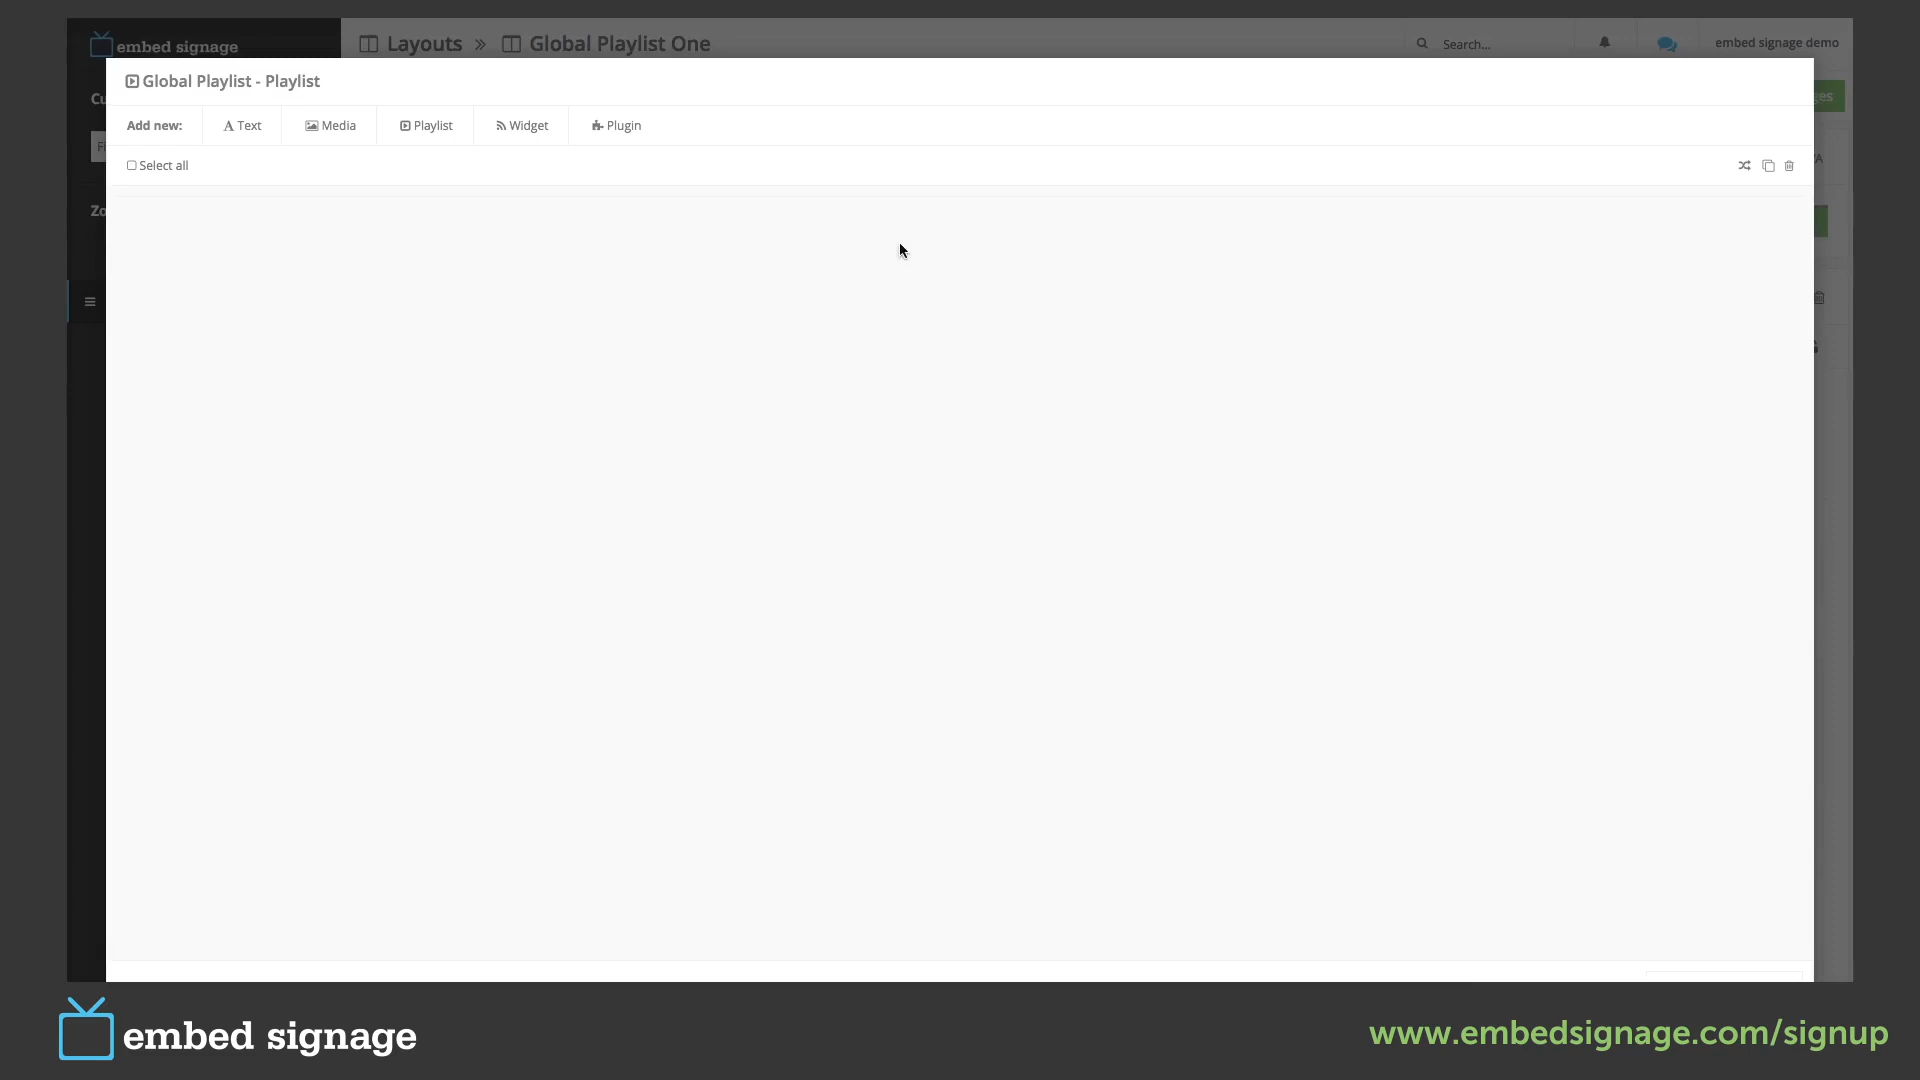 embed signage
Layouts » Global Playlist One
Search...
embed signage demo
Global Playlist - Playlist
Add new:
Text
Media
Playlist
Widget
Plugin
Select all
embed signage
www.embedsignage.com/signup